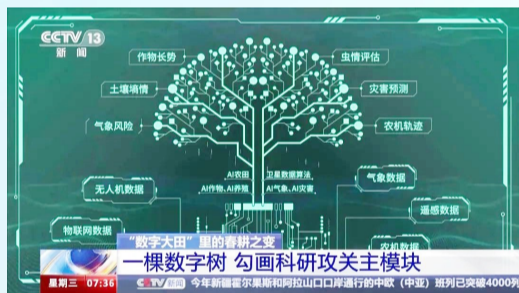 CCTV 13
新闻
作物长势
虫情评估
土壤墒情
灾害预测
气象风险
农机轨迹
AI农田
卫星数据算法
AI作物、AI养殖
AI气象、AI灾害
无人机数据
气象数据
物联网数据
遥感数据
农机数据
“数字大田”里的春耕之变
一棵数字树 勾画科研攻关主模块
星期三 07:36 CCTV新闻 今年新疆霍尔果斯和阿拉山口口岸通行的中欧（中亚）班列已突破4000列